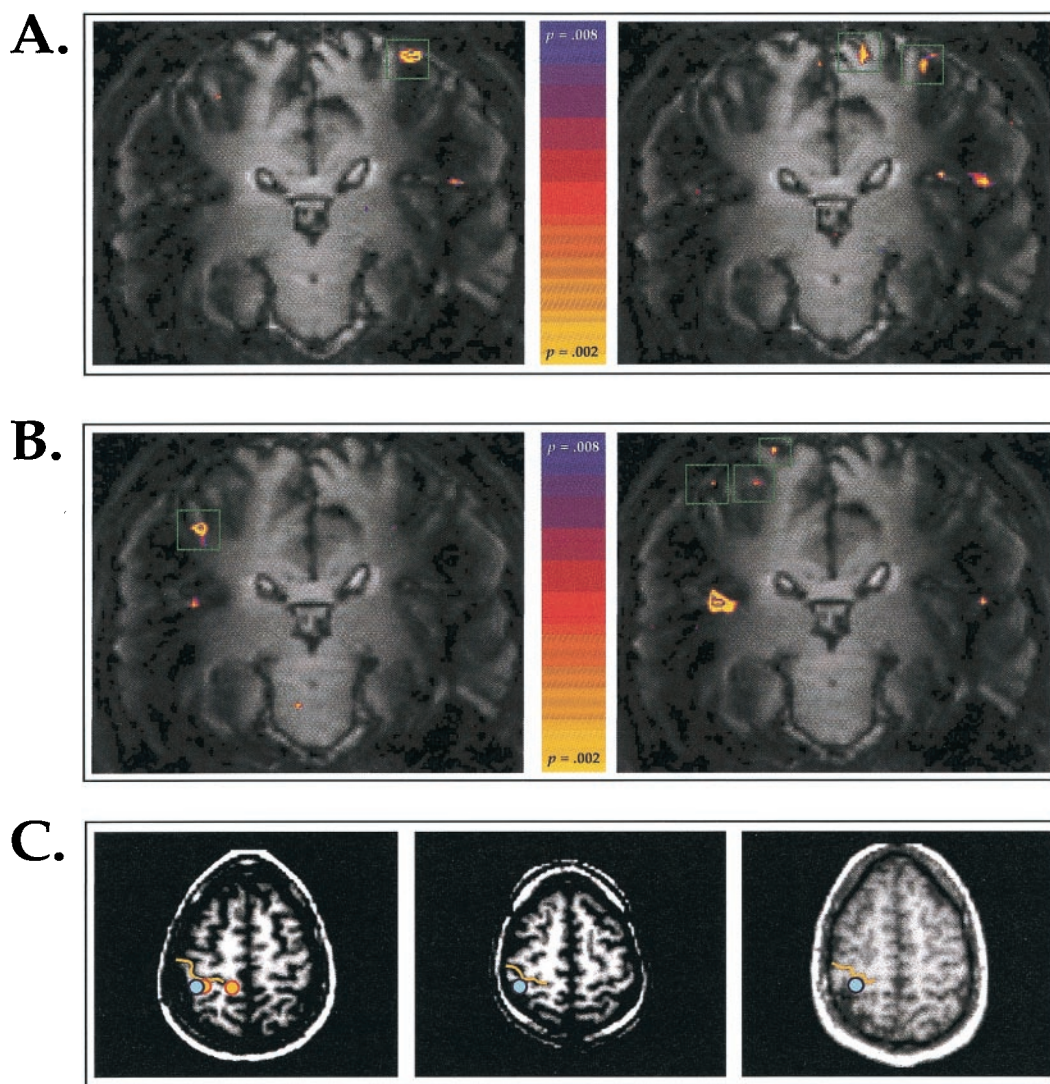 A.
p = .008
p = .002
B.
p = .008
p = .002
C.